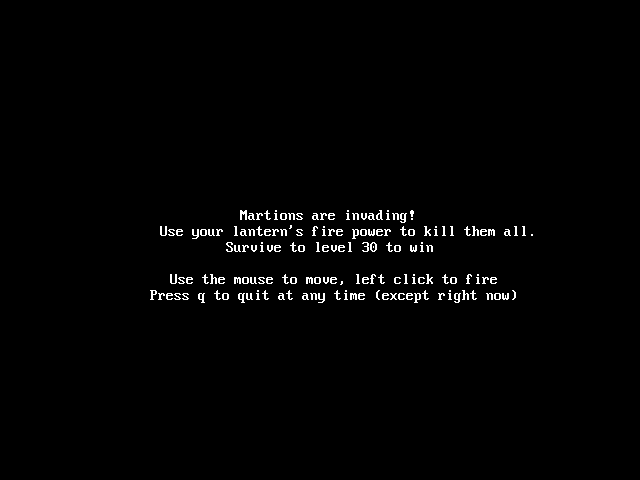 Martions are invading!
Use your lantern's fire power to kill them all.
Survive to level 30 to win
Use the mouse to move, left click to fire
Press q to quit at any time (except right now)